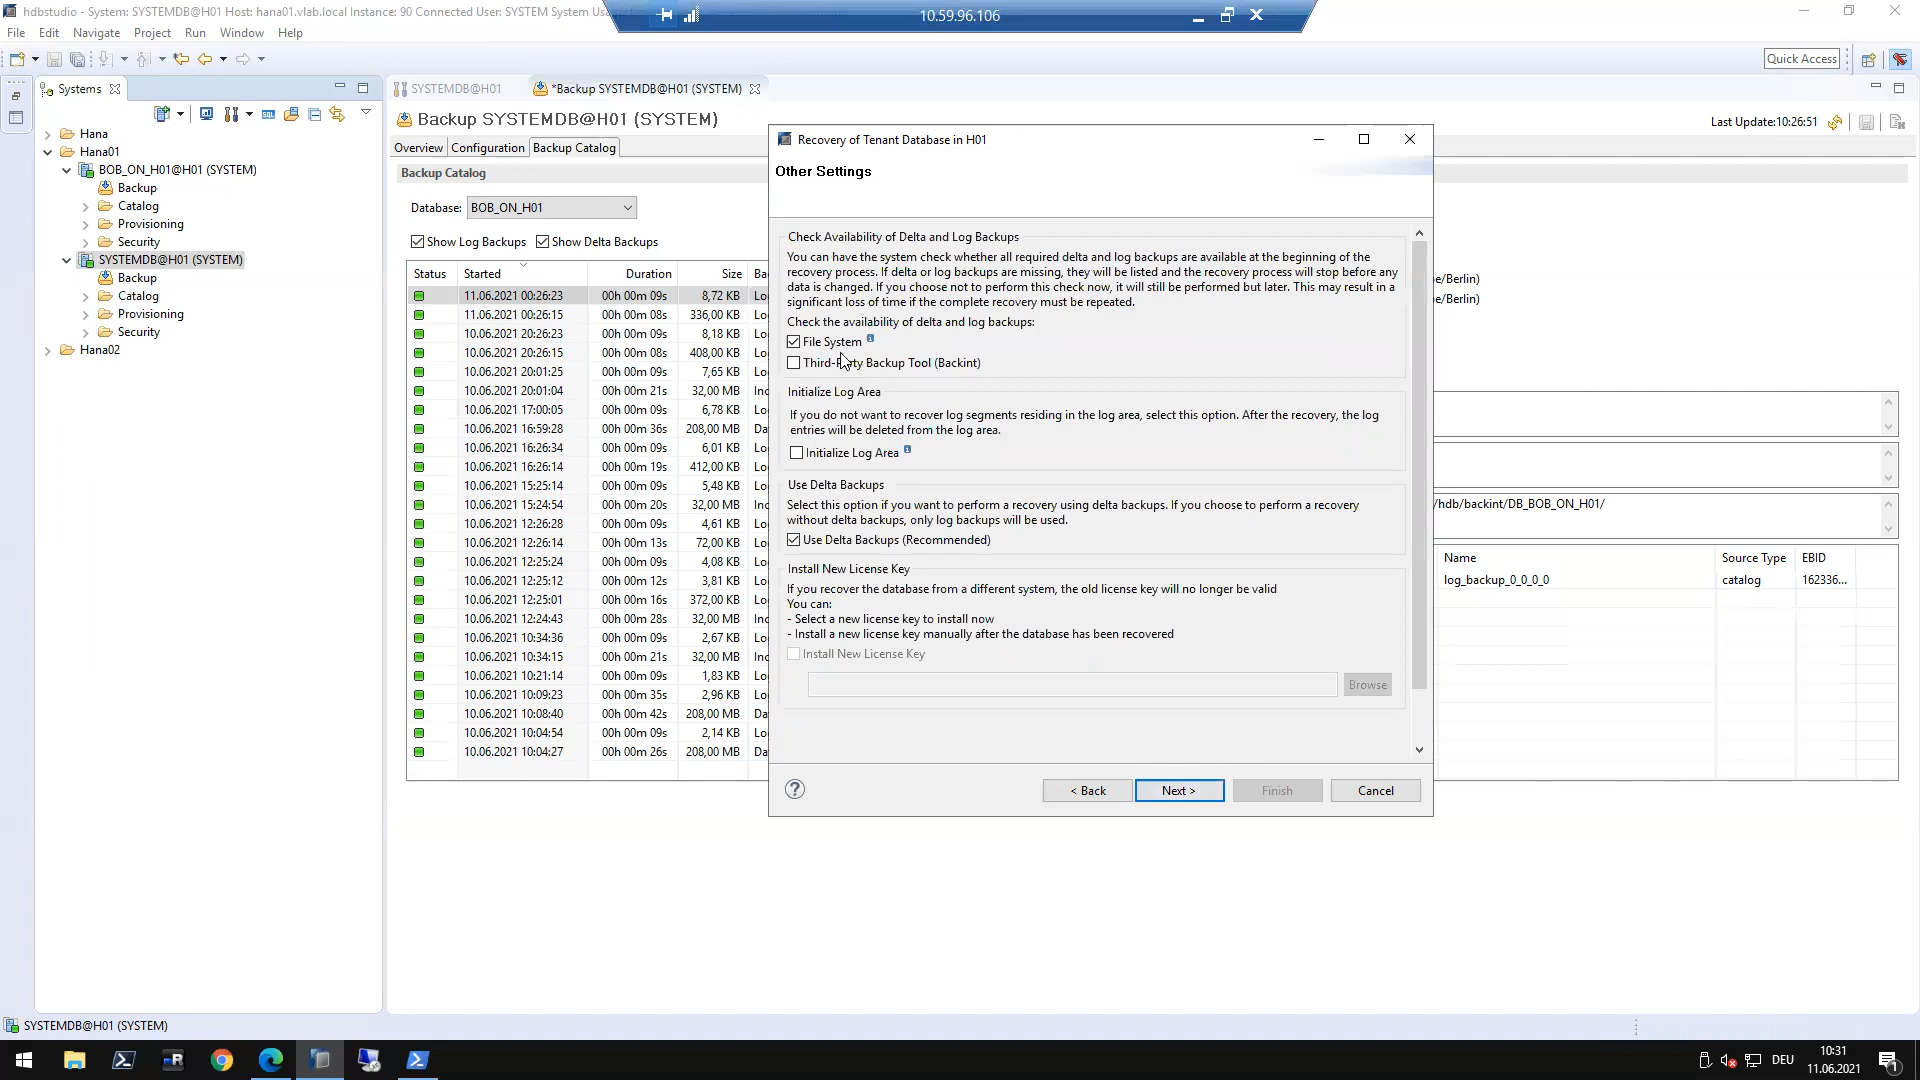 hdbstudio - System: SYSTEMDB@H01 Host: hana01.vlab.local Instance: 90 Connected User: SYSTEM System
10.59.96.106
File Edit Navigate Project Run Window Help
Quick Access
Systems
SYSTEMDB@H01
*Backup SYSTEMDB@H01 (SYSTEM)
Hana
Hana01
BOB_ON_H01@H01 (SYSTEM)
Backup
Catalog
Provisioning
Security
SYSTEMDB@H01 (SYSTEM)
Backup
Catalog
Provisioning
Security
Hana02
Backup SYSTEMDB@H01 (SYSTEM)
Last Update:10:26:51
Overview Configuration Backup Catalog
Backup Catalog
Database: BOB_ON_H01
Show Log Backups Show Delta Backups
Status Started Duration Size Ba
11.06.2021 00:26:23 00h 00m 09s 8,72 KB Lo
11.06.2021 00:26:15 00h 00m 08s 336,00 KB Lo
10.06.2021 20:26:23 00h 00m 09s 8,18 KB Lo
10.06.2021 20:26:15 00h 00m 08s 408,00 KB Lo
10.06.2021 20:01:25 00h 00m 09s 7,65 KB Lo
10.06.2021 20:01:04 00h 00m 21s 32,00 MB Inc
10.06.2021 17:00:05 00h 00m 09s 6,78 KB Lo
10.06.2021 16:59:28 00h 00m 36s 208,00 MB Da
10.06.2021 16:26:34 00h 00m 09s 6,01 KB Lo
10.06.2021 16:26:14 00h 00m 19s 412,00 KB Lo
10.06.2021 15:25:14 00h 00m 09s 5,48 KB Lo
10.06.2021 15:24:54 00h 00m 20s 32,00 MB Inc
10.06.2021 12:26:28 00h 00m 09s 4,61 KB Lo
10.06.2021 12:26:14 00h 00m 13s 72,00 KB Lo
10.06.2021 12:25:24 00h 00m 09s 4,08 KB Lo
10.06.2021 12:25:12 00h 00m 12s 3,81 KB Lo
10.06.2021 12:25:01 00h 00m 16s 372,00 KB Lo
10.06.2021 12:24:43 00h 00m 28s 32,00 MB Inc
10.06.2021 10:34:36 00h 00m 09s 2,67 KB Lo
10.06.2021 10:34:15 00h 00m 21s 32,00 MB Inc
10.06.2021 10:21:14 00h 00m 09s 1,83 KB Lo
10.06.2021 10:09:23 00h 00m 35s 2,96 KB Lo
10.06.2021 10:08:40 00h 00m 42s 208,00 MB Da
10.06.2021 10:04:54 00h 00m 09s 2,14 KB Lo
10.06.2021 10:04:27 00h 00m 26s 208,00 MB Da
Recovery of Tenant Database in H01
Other Settings
Check Availability of Delta and Log Backups
You can have the system check whether all required delta and log backups are available at the beginning of the
recovery process. If delta or log backups are missing, they will be listed and the recovery process will stop before any
data is changed. If you choose not to perform this check now, it will still be performed but later. This may result in a
significant loss of time if the complete recovery must be repeated.
Check the availability of delta and log backups:
File System
Third-Party Backup Tool (Backint)
Initialize Log Area
If you do not want to recover log segments residing in the log area, select this option. After the recovery, the log
entries will be deleted from the log area.
Initialize Log Area
Use Delta Backups
Select this option if you want to perform a recovery using delta backups. If you choose to perform a recovery
without delta backups, only log backups will be used.
Use Delta Backups (Recommended)
Install New License Key
If you recover the database from a different system, the old license key will no longer be valid
You can:
- Select a new license key to install now
- Install a new license key manually after the database has been recovered
Install New License Key
Browse
? < Back Next > Finish Cancel
e/Berlin)
e/Berlin)
/hdb/backint/DB_BOB_ON_H01/
Name Source Type EBID
log_backup_0_0_0_0 catalog 162336...
SYSTEMDB@H01 (SYSTEM)
DEU
10:31
11.06.2021
1